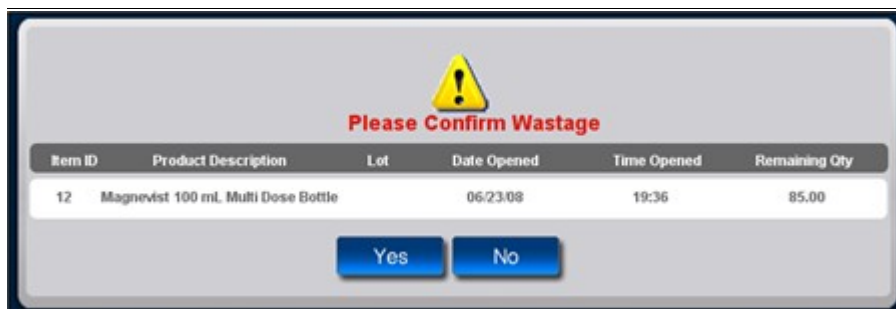 Please Confirm Wastage
Item ID Product Description Lot Date Opened Time Opened Remaining Qty
12 Magnevist 100 mL Multi Dose Bottle 06/23/08 19:36 85.00
Yes No